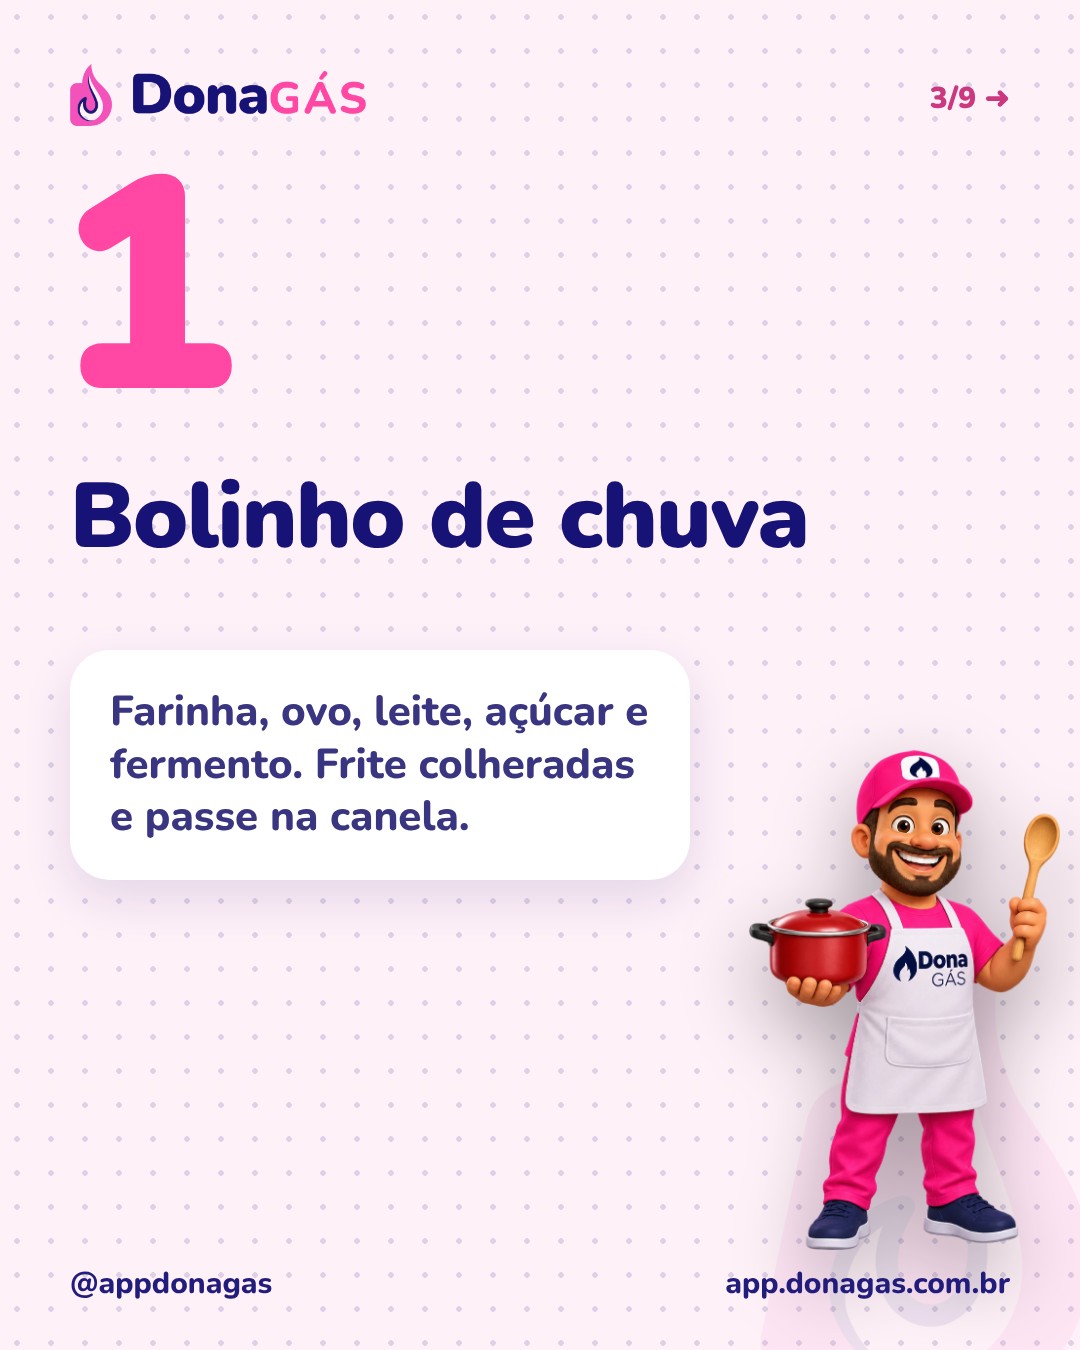 DonaGÁS
3/9 ➜
1
Bolinho de chuva
Farinha, ovo, leite, açúcar e
fermento. Frite colheradas
e passe na canela.
Dona
GÁS
@appdonagas
app.donagas.com.br